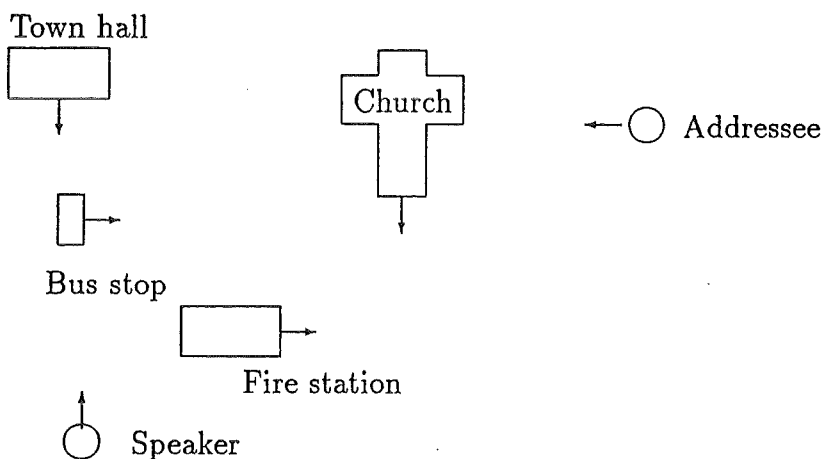 Town hall
Church
Addressee
Bus stop
Fire station
Speaker